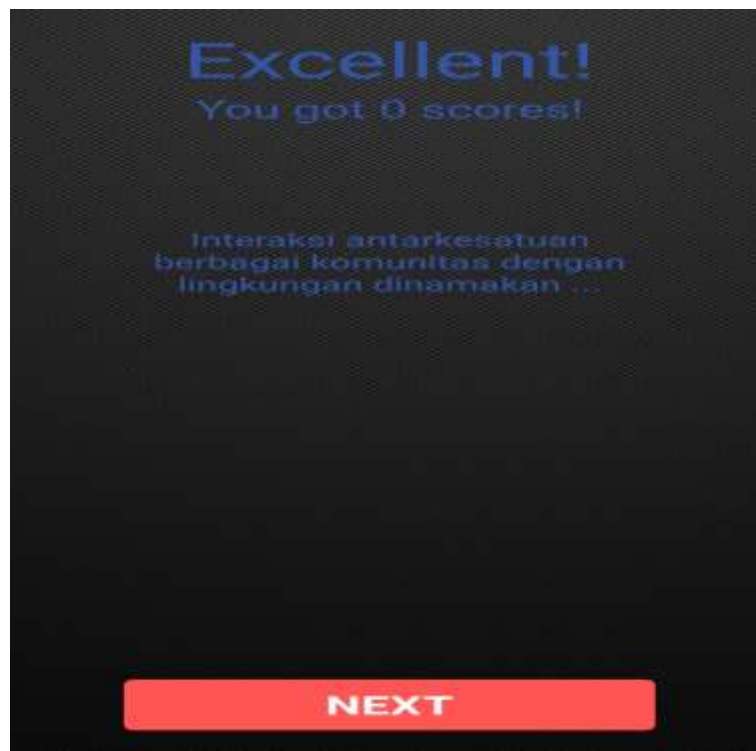 Excellent!
You got 0 scores!
Interaksi antarkesatuan
berbagai komunitas dengan
lingkungan dinamakan ...
NEXT